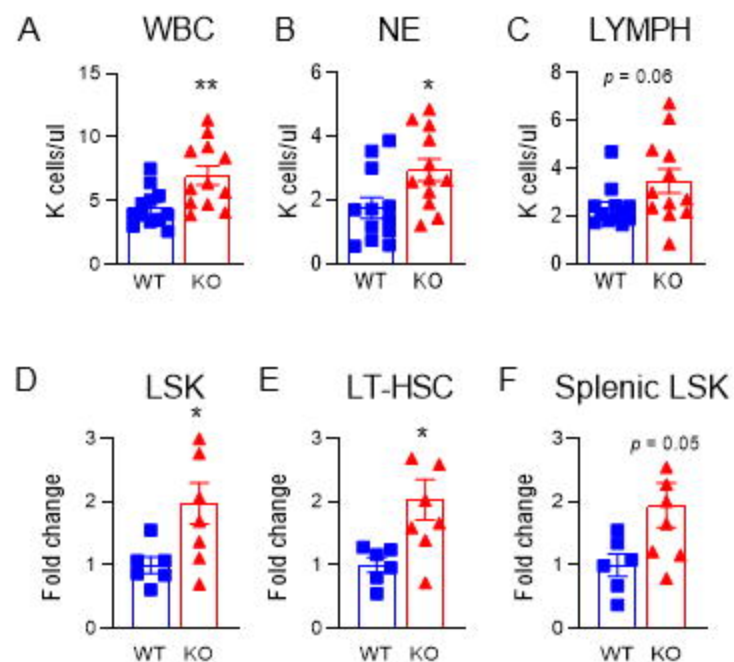 A WBC
B NE
C LYMPH
15
10
5
0
K cells/ul
**
WT KO
6
4
2
0
K cells/ul
*
WT KO
8
6
4
2
0
K cells/ul
p = 0.06
WT KO
D LSK
E LT-HSC
F Splenic LSK
3
2
1
0
Fold change
*
WT KO
3
2
1
0
Fold change
*
WT KO
3
2
1
0
Fold change
p = 0.05
WT KO